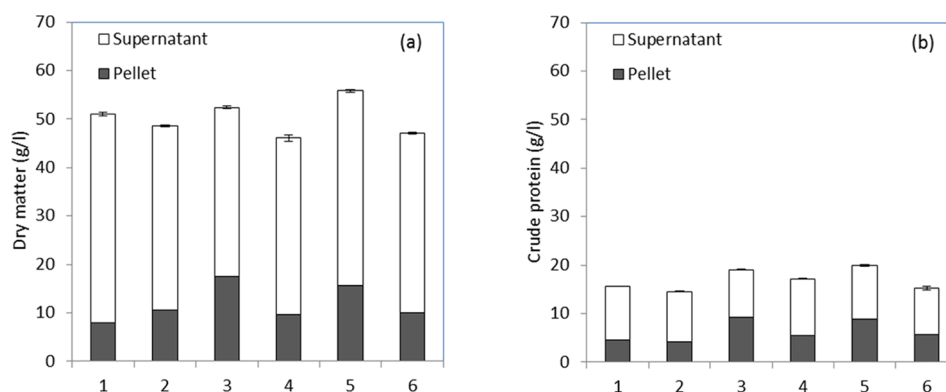 70
60
50
40
30
20
10
0
Dry matter (g/l)
Supernatant
Pellet
(a)
1 2 3 4 5 6
70
60
50
40
30
20
10
0
Crude protein (g/l)
Supernatant
Pellet
(b)
1 2 3 4 5 6